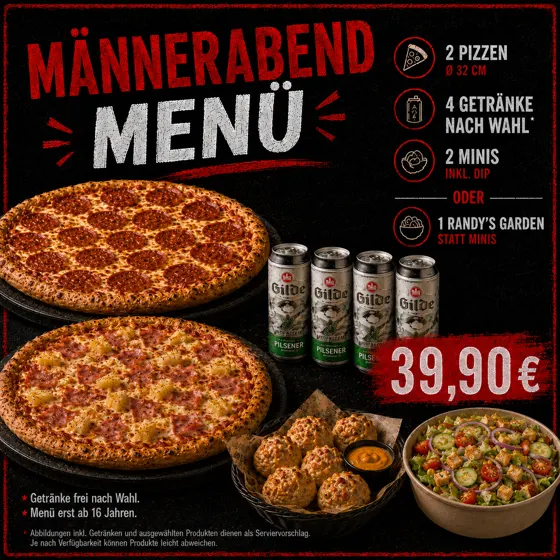 MÄNNERABEND
MENÜ
2 PIZZEN
Ø 32 CM
4 GETRÄNKE
NACH WAHL*
2 MINIS
INKL. DIP
ODER
1 RANDY'S GARDEN
STATT MINIS
Gilde
Gilde
Gilde
Gilde
PILSENER
PILSENER
39,90 €
* Getränke frei nach Wahl.
* Menü erst ab 16 Jahren.
* Abbildungen inkl. Getränken und ausgewählten Produkten dienen als Serviervorschlag.
Je nach Verfügbarkeit können Produkte leicht abweichen.